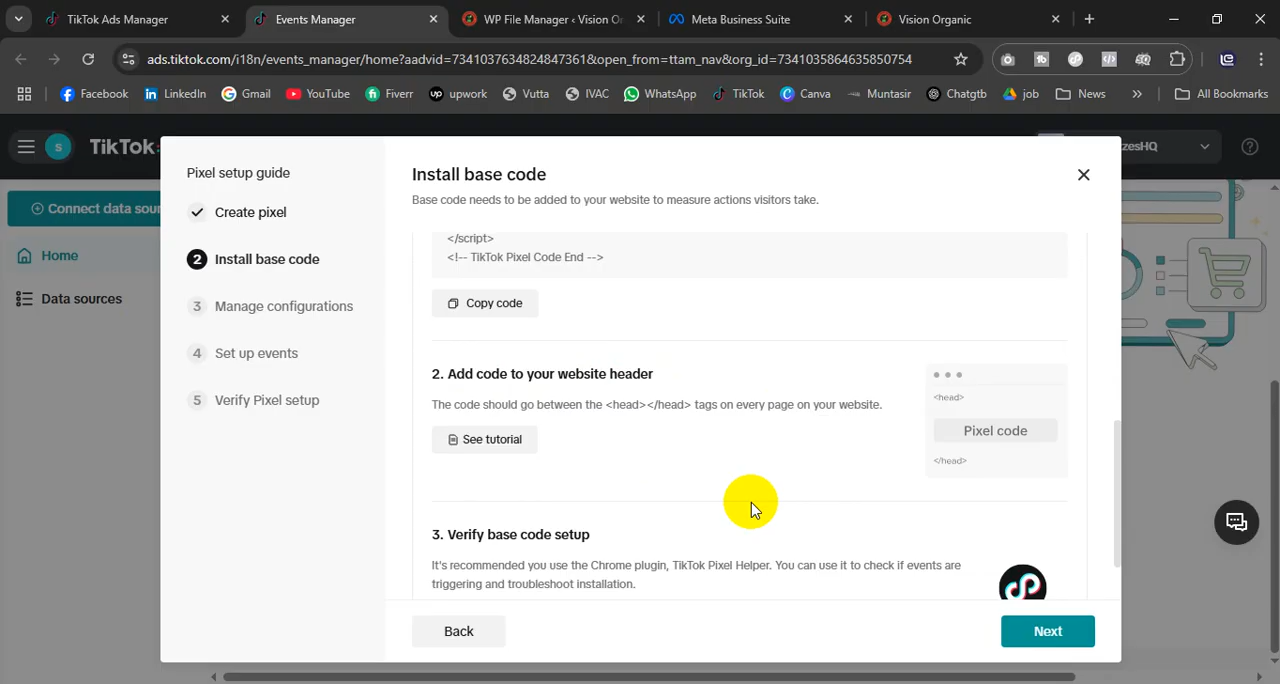 TikTok Ads Manager
Events Manager
WP File Manager ‹ Vision Or
Meta Business Suite
Vision Organic
ads.tiktok.com/i18n/events_manager/home?aadvid=7341037634824847361&open_from=ttam_nav&org_id=7341035864635850754
Facebook
LinkedIn
Gmail
YouTube
Fiverr
upwork
Vutta
IVAC
WhatsApp
TikTok
Canva
Muntasir
Chatgtb
job
News
All Bookmarks
S
TikTok:
zesHQ
Connect data sour
Home
Data sources
Pixel setup guide
Create pixel
2 Install base code
3 Manage configurations
4 Set up events
5 Verify Pixel setup
Install base code
Base code needs to be added to your website to measure actions visitors take.
</script>
<!-- TikTok Pixel Code End -->
Copy code
2. Add code to your website header
The code should go between the <head></head> tags on every page on your website.
See tutorial
<head>
Pixel code
</head>
3. Verify base code setup
It's recommended you use the Chrome plugin, TikTok Pixel Helper. You can use it to check if events are
triggering and troubleshoot installation.
Back
Next